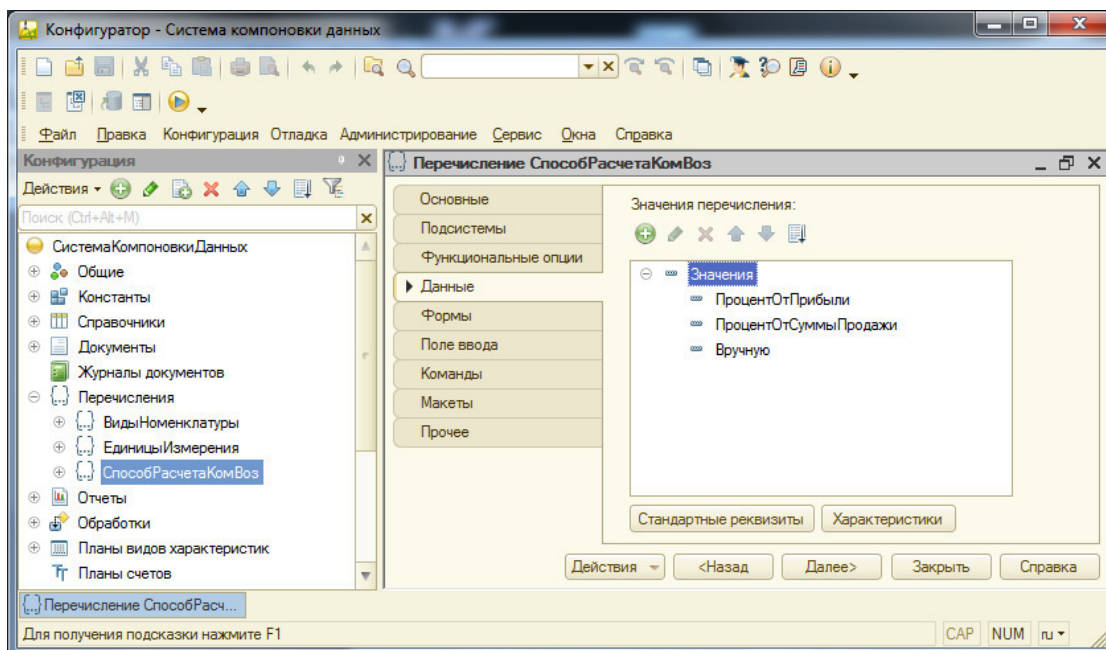 Конфигуратор - Система компоновки данных
Файл Правка Конфигурация Отладка Администрирование Сервис Окна Справка
Конфигурация
Действия
Поиск (Ctrl+Alt+M)
СистемаКомпоновкиДанных
Общие
Константы
Справочники
Документы
Журналы документов
Перечисления
ВидыНоменклатуры
ЕдиницыИзмерения
СпособРасчетаКомВоз
Отчеты
Обработки
Планы видов характеристик
Планы счетов
Перечисление СпособРасчетаКомВоз
Основные
Подсистемы
Функциональные опции
Данные
Формы
Поле ввода
Команды
Макеты
Прочее
Значения перечисления:
Значения
ПроцентОтПрибыли
ПроцентОтСуммыПродажи
Вручную
Стандартные реквизиты Характеристики
Действия <Назад Далее> Закрыть Справка
Перечисление СпособРасч...
Для получения подсказки нажмите F1 CAP NUM ru